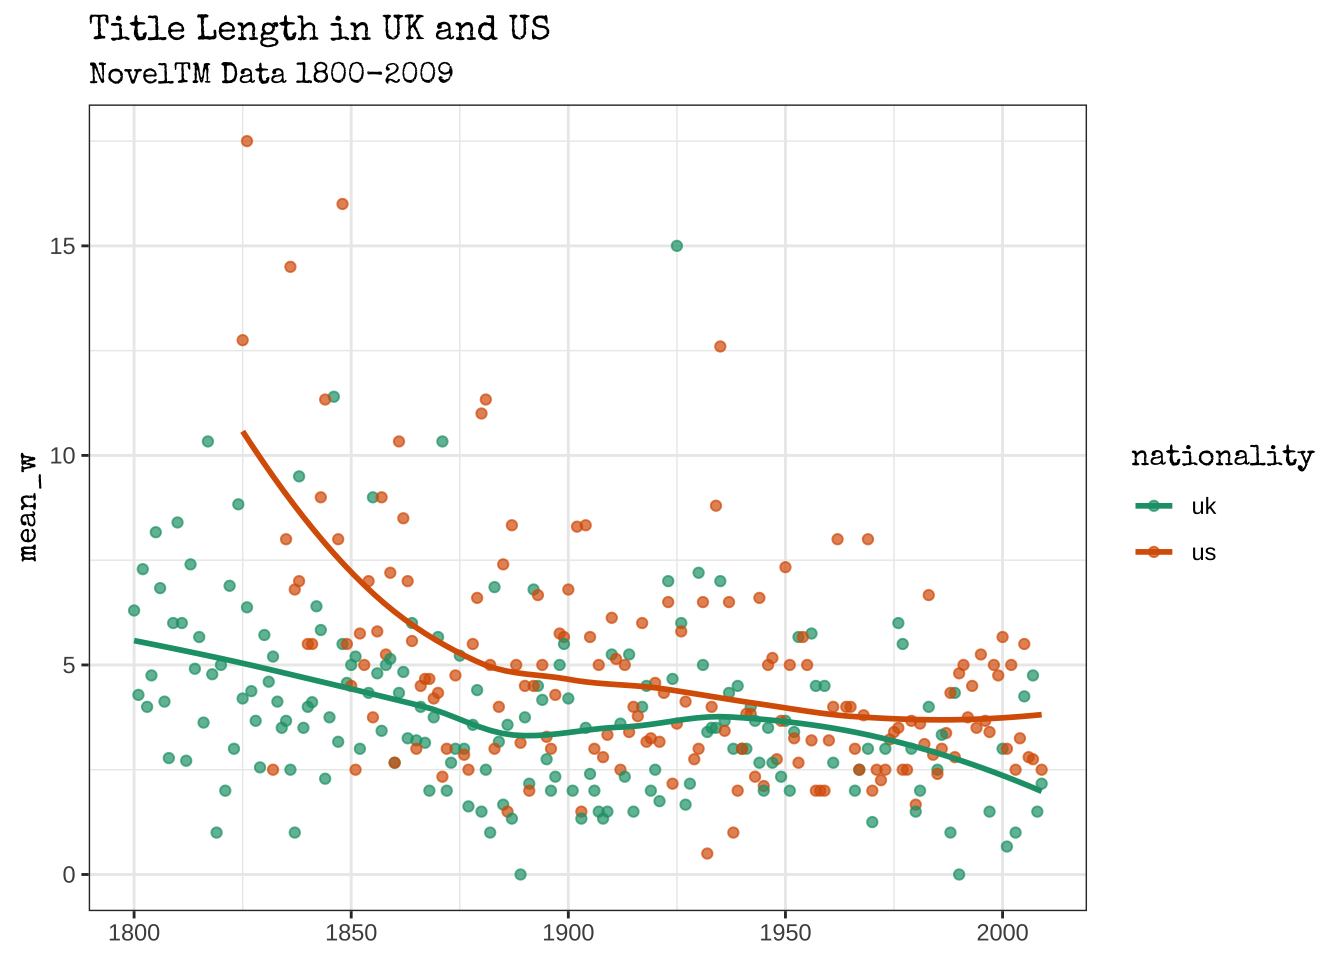 Title Length in UK and US
NovelTM Data 1800-2009
mean_w
15
10
5
0
1800 1850 1900 1950 2000
nationality
uk
us